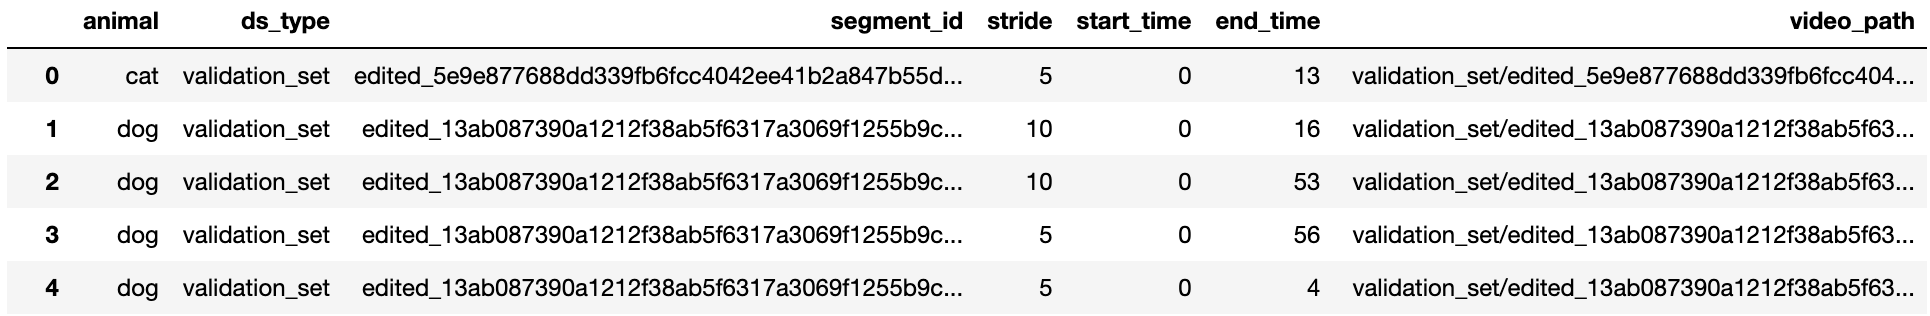 animal ds_type segment_id stride start_time end_time video_path
0 cat validation_set edited_5e9e877688dd339fb6fcc4042ee41b2a847b55d... 5 0 13 validation_set/edited_5e9e877688dd339fb6fcc404...
1 dog validation_set edited_13ab087390a1212f38ab5f6317a3069f1255b9c... 10 0 16 validation_set/edited_13ab087390a1212f38ab5f63...
2 dog validation_set edited_13ab087390a1212f38ab5f6317a3069f1255b9c... 10 0 53 validation_set/edited_13ab087390a1212f38ab5f63...
3 dog validation_set edited_13ab087390a1212f38ab5f6317a3069f1255b9c... 5 0 56 validation_set/edited_13ab087390a1212f38ab5f63...
4 dog validation_set edited_13ab087390a1212f38ab5f6317a3069f1255b9c... 5 0 4 validation_set/edited_13ab087390a1212f38ab5f63...